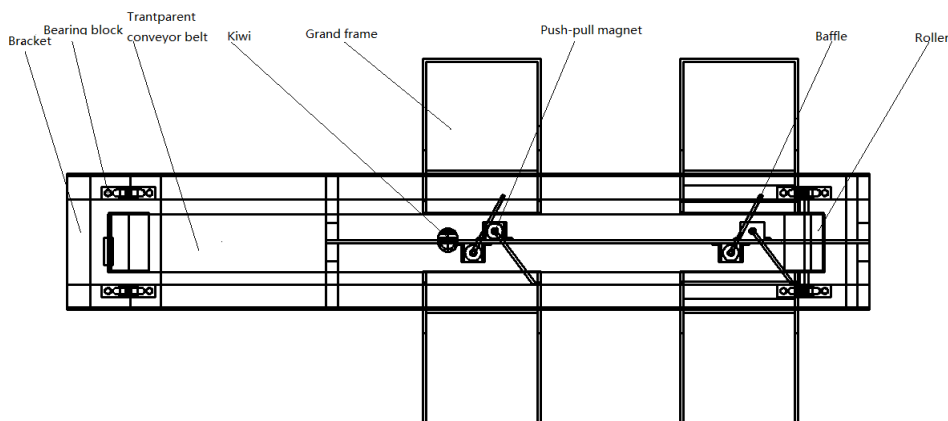 Bracket
Bearing block
Trantparent
conveyor belt
Kiwi
Grand frame
Push-pull magnet
Baffle
Roller